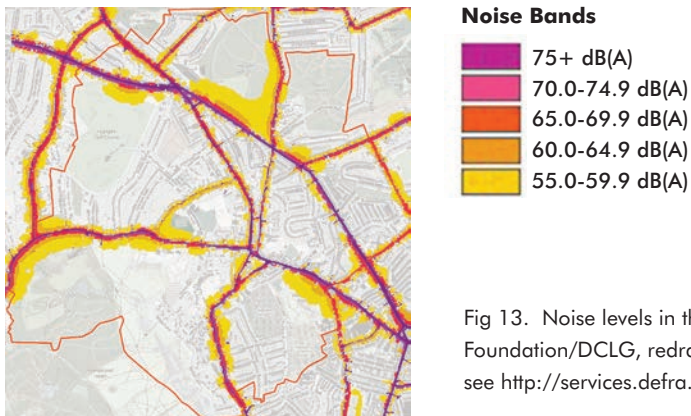 Noise Bands
75+ dB(A)
70.0-74.9 dB(A)
65.0-69.9 dB(A)
60.0-64.9 dB(A)
55.0-59.9 dB(A)
Fig 13. Noise levels in th
Foundation/DCLG, redra
see http://services.defra.